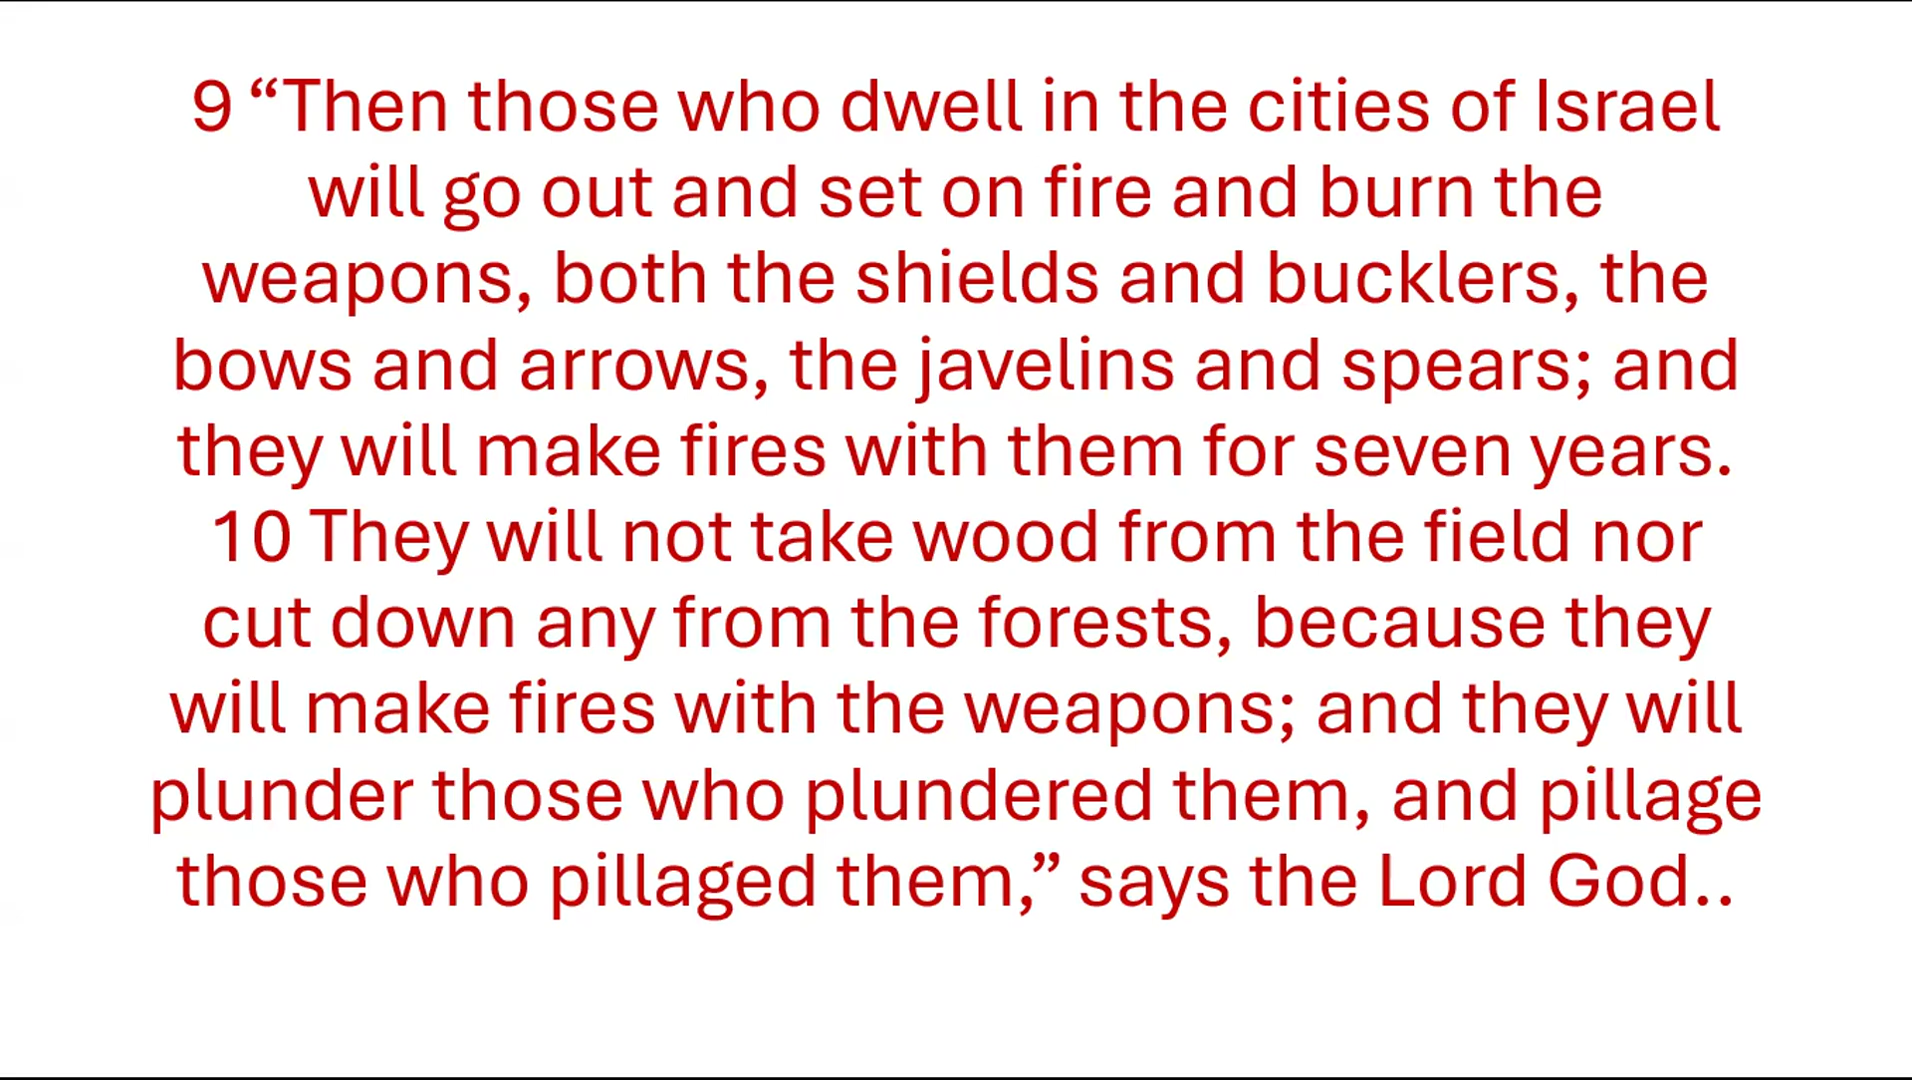 9 “Then those who dwell in the cities of Israel
will go out and set on fire and burn the
weapons, both the shields and bucklers, the
bows and arrows, the javelins and spears; and
they will make fires with them for seven years.
10 They will not take wood from the field nor
cut down any from the forests, because they
will make fires with the weapons; and they will
plunder those who plundered them, and pillage
those who pillaged them,” says the Lord God..